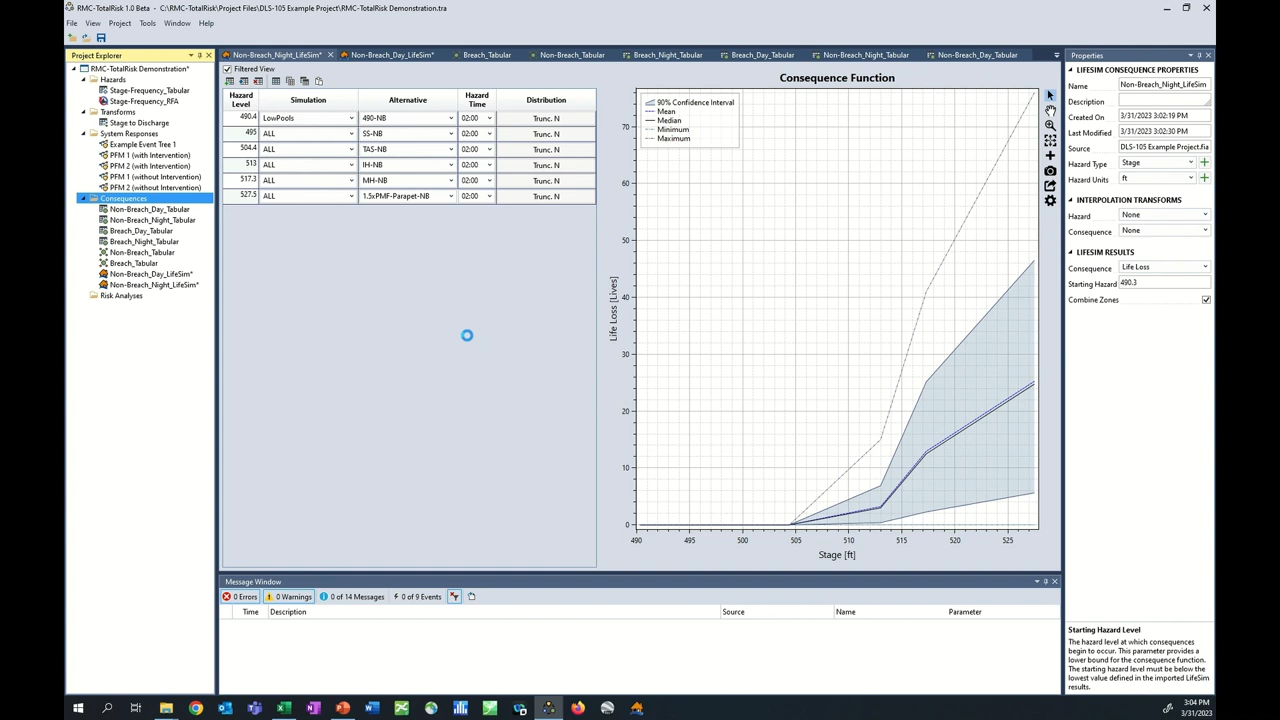 RMC-TotalRisk 1.0 Beta - C:\RMC-TotalRisk\Project Files\DLS-105 Example Project\RMC-TotalRisk Demonstration.tra
File View Project Tools Window Help
Project Explorer
RMC-TotalRisk Demonstration*
Hazards
Stage-Frequency_Tabular
Stage-Frequency_RFA
Transforms
Stage to Discharge
System Responses
Example Event Tree 1
PFM 1 (with Intervention)
PFM 2 (with Intervention)
PFM 1 (without Intervention)
PFM 2 (without Intervention)
Consequences
Non-Breach_Day_Tabular
Non-Breach_Night_Tabular
Breach_Day_Tabular
Breach_Night_Tabular
Non-Breach_Tabular
Breach_Tabular
Non-Breach_Day_LifeSim*
Non-Breach_Night_LifeSim*
Risk Analyses
Non-Breach_Night_LifeSim* Non-Breach_Day_LifeSim* Breach_Tabular Non-Breach_Tabular Breach_Night_Tabular Breach_Day_Tabular Non-Breach_Night_Tabular Non-Breach_Day_Tabular
Filtered View
Hazard Level Simulation Alternative Hazard Time Distribution
490.4 LowPools 490-NB 02:00 Trunc. N
495 ALL SS-NB 02:00 Trunc. N
504.4 ALL TAS-NB 02:00 Trunc. N
513 ALL IH-NB 02:00 Trunc. N
517.3 ALL MH-NB 02:00 Trunc. N
527.5 ALL 1.5xPMF-Parapet-NB 02:00 Trunc. N
Consequence Function
90% Confidence Interval
Mean
Median
Minimum
Maximum
Life Loss [Lives]
70
60
50
40
30
20
10
0
490 495 500 505 510 515 520 525
Stage [ft]
Message Window
0 Errors 0 Warnings 0 of 14 Messages 0 of 9 Events
Time Description Source Name Parameter
Properties
LIFESIM CONSEQUENCE PROPERTIES
Name Non-Breach_Night_LifeSim
Description
Created On 3/31/2023 3:02:19 PM
Last Modified 3/31/2023 3:02:30 PM
Source DLS-105 Example Project.fia
Hazard Type Stage
Hazard Units ft
INTERPOLATION TRANSFORMS
Hazard None
Consequence None
LIFESIM RESULTS
Consequence Life Loss
Starting Hazard 490.3
Combine Zones
Starting Hazard Level
The hazard level at which consequences
begin to occur. This parameter provides a
lower bound for the consequence function.
The starting hazard level must be below the
lowest value defined in the imported LifeSim
results.
3:04 PM
3/31/2023